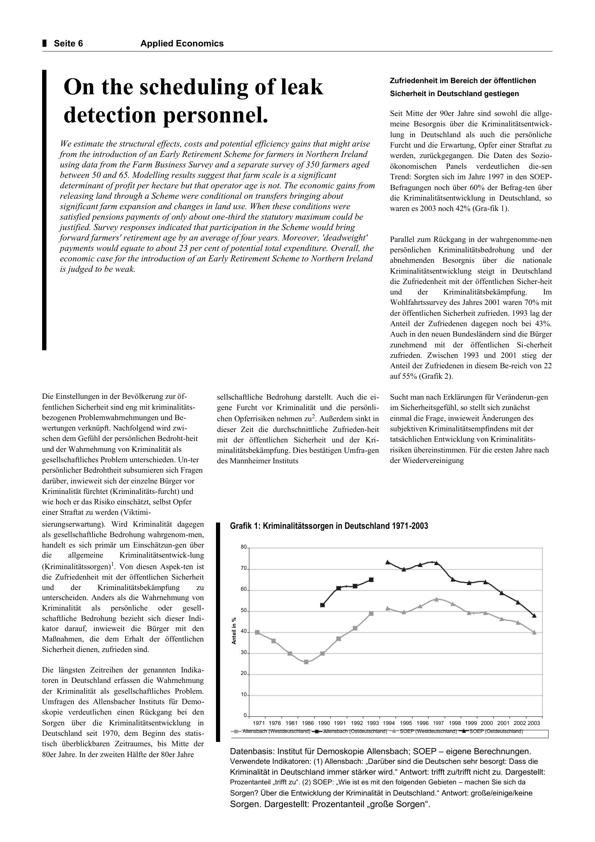 Seite 6 Applied Economics
On the scheduling of leak
detection personnel.
We estimate the structural effects, costs and potential efficiency gains that might arise
from the introduction of an Early Retirement Scheme for farmers in Northern Ireland
using data from the Farm Business Survey and a separate survey of 350 farmers aged
between 50 and 65. Modelling results suggest that farm scale is a significant
determinant of profit per hectare but that operator age is not. The economic gains from
releasing land through a Scheme were conditional on transfers bringing about
significant farm expansion and changes in land use. When these conditions were
satisfied pensions payments of only about one-third the statutory maximum could be
justified. Survey responses indicated that participation in the Scheme would bring
forward farmers' retirement age by an average of four years. Moreover, 'deadweight'
payments would equate to about 23 per cent of potential total expenditure. Overall, the
economic case for the introduction of an Early Retirement Scheme to Northern Ireland
is judged to be weak.
Zufriedenheit im Bereich der öffentlichen
Sicherheit in Deutschland gestiegen
Seit Mitte der 90er Jahre sind sowohl die allge-
meine Besorgnis über die Kriminalitätsentwick-
lung in Deutschland als auch die persönliche
Furcht und die Erwartung, Opfer einer Straftat zu
werden, zurückgegangen. Die Daten des Sozio-
ökonomischen Panels verdeutlichen die-sen
Trend: Sorgten sich im Jahre 1997 in den SOEP-
Befragungen noch über 60% der Befrag-ten über
die Kriminalitätsentwicklung in Deutschland, so
waren es 2003 noch 42% (Gra-fik 1).
Parallel zum Rückgang in der wahrgenomme-nen
persönlichen Kriminalitätsbedrohung und der
abnehmenden Besorgnis über die nationale
Kriminalitätsentwicklung steigt in Deutschland
die Zufriedenheit mit der öffentlichen Sicher-heit
und der Kriminalitätsbekämpfung. Im
Wohlfahrtssurvey des Jahres 2001 waren 70% mit
der öffentlichen Sicherheit zufrieden. 1993 lag der
Anteil der Zufriedenen dagegen noch bei 43%.
Auch in den neuen Bundesländern sind die Bürger
zunehmend mit der öffentlichen Si-cherheit
zufrieden. Zwischen 1993 und 2001 stieg der
Anteil der Zufriedenen in diesem Be-reich von 22
auf 55% (Grafik 2).
Die Einstellungen in der Bevölkerung zur öf-
fentlichen Sicherheit sind eng mit kriminalitäts-
bezogenen Problemwahrnehmungen und Be-
wertungen verknüpft. Nachfolgend wird zwi-
schen dem Gefühl der persönlichen Bedroht-heit
und der Wahrnehmung von Kriminalität als
gesellschaftliches Problem unterschieden. Un-ter
persönlicher Bedrohtheit subsumieren sich Fragen
darüber, inwieweit sich der einzelne Bürger vor
Kriminalität fürchtet (Kriminalitäts-furcht) und
wie hoch er das Risiko einschätzt, selbst Opfer
einer Straftat zu werden (Viktimi-
sierungserwartung). Wird Kriminalität dagegen
als gesellschaftliche Bedrohung wahrgenom-men,
handelt es sich primär um Einschätzun-gen über
die allgemeine Kriminalitätsentwick-lung
(Kriminalitätssorgen)1. Von diesen Aspek-ten ist
die Zufriedenheit mit der öffentlichen Sicherheit
und der Kriminalitätsbekämpfung zu
unterscheiden. Anders als die Wahrnehmung von
Kriminalität als persönliche oder gesell-
schaftliche Bedrohung bezieht sich dieser Indi-
kator darauf, inwieweit die Bürger mit den
Maßnahmen, die dem Erhalt der öffentlichen
Sicherheit dienen, zufrieden sind.
Die längsten Zeitreihen der genannten Indika-
toren in Deutschland erfassen die Wahrnehmung
der Kriminalität als gesellschaftliches Problem.
Umfragen des Allensbacher Instituts für Demo-
skopie verdeutlichen einen Rückgang bei den
Sorgen über die Kriminalitätsentwicklung in
Deutschland seit 1970, dem Beginn des statis-
tisch überblickbaren Zeitraumes, bis Mitte der
80er Jahre. In der zweiten Hälfte der 80er Jahre
sellschaftliche Bedrohung darstellt. Auch die ei-
gene Furcht vor Kriminalität und die persönli-
chen Opferrisiken nehmen zu2. Außerdem sinkt in
dieser Zeit die durchschnittliche Zufrieden-heit
mit der öffentlichen Sicherheit und der Kri-
minalitätsbekämpfung. Dies bestätigen Umfra-gen
des Mannheimer Instituts
Sucht man nach Erklärungen für Veränderun-gen
im Sicherheitsgefühl, so stellt sich zunächst
einmal die Frage, inwieweit Änderungen des
subjektiven Kriminalitätsempfindens mit der
tatsächlichen Entwicklung von Kriminalitäts-
risiken übereinstimmen. Für die ersten Jahre nach
der Wiedervereinigung
Grafik 1: Kriminalitätssorgen in Deutschland 1971-2003
Anteil in %
80
70
60
50
40
30
20
10
0
1971 1976 1981 1986 1990 1991 1992 1993 1994 1995 1996 1997 1998 1999 2000 2001 2002 2003
Allensbach (Westdeutschland) Allensbach (Ostdeutschland) SOEP (Westdeutschland) SOEP (Ostdeutschland)
Datenbasis: Institut für Demoskopie Allensbach; SOEP – eigene Berechnungen.
Verwendete Indikatoren: (1) Allensbach: „Darüber sind die Deutschen sehr besorgt: Dass die
Kriminalität in Deutschland immer stärker wird.“ Antwort: trifft zu/trifft nicht zu. Dargestellt:
Prozentanteil „trifft zu“. (2) SOEP: „Wie ist es mit den folgenden Gebieten – machen Sie sich da
Sorgen? Über die Entwicklung der Kriminalität in Deutschland.“ Antwort: große/einige/keine
Sorgen. Dargestellt: Prozentanteil „große Sorgen“.